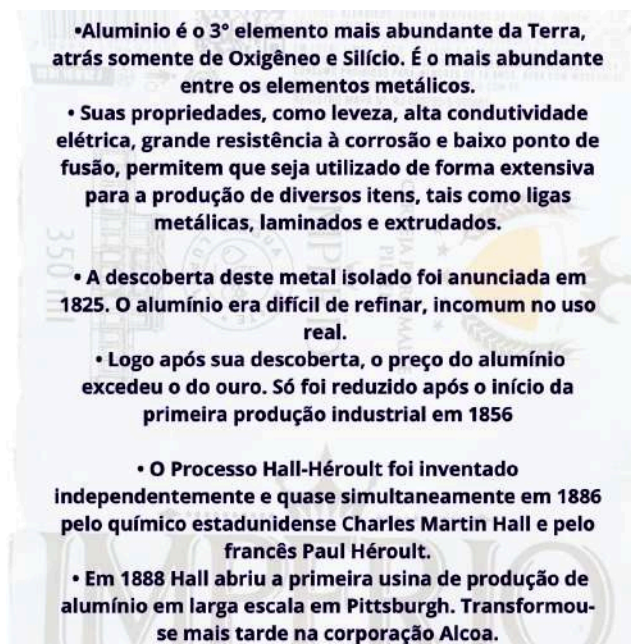 •Aluminio é o 3º elemento mais abundante da Terra,
atrás somente de Oxigêneo e Silício. É o mais abundante
entre os elementos metálicos.
• Suas propriedades, como leveza, alta condutividade
elétrica, grande resistência à corrosão e baixo ponto de
fusão, permitem que seja utilizado de forma extensiva
para a produção de diversos itens, tais como ligas
metálicas, laminados e extrudados.
• A descoberta deste metal isolado foi anunciada em
1825. O alumínio era difícil de refinar, incomum no uso
real.
• Logo após sua descoberta, o preço do alumínio
excedeu o do ouro. Só foi reduzido após o início da
primeira produção industrial em 1856
• O Processo Hall-Héroult foi inventado
independentemente e quase simultaneamente em 1886
pelo químico estadunidense Charles Martin Hall e pelo
francês Paul Héroult.
• Em 1888 Hall abriu a primeira usina de produção de
alumínio em larga escala em Pittsburgh. Transformou-
se mais tarde na corporação Alcoa.
350 ml
IMPÉRIO